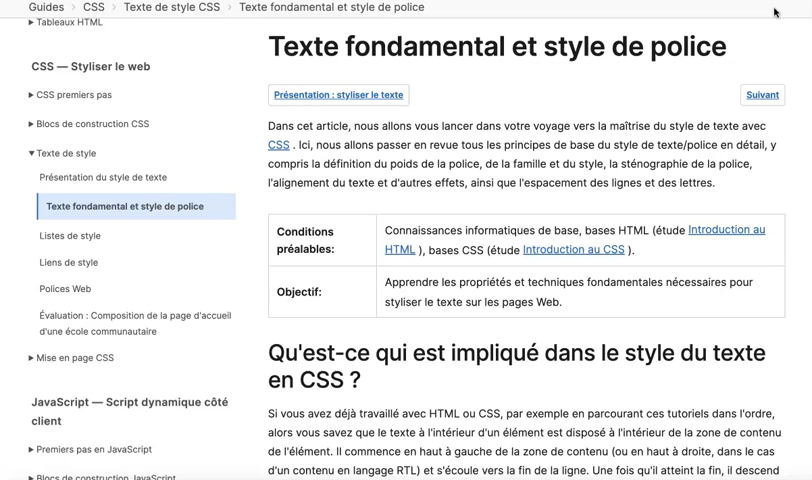 Guides > CSS > Texte de style CSS > Texte fondamental et style de police
Tableaux HTML
CSS — Styliser le web
CSS premiers pas
Blocs de construction CSS
Texte de style
Présentation du style de texte
Texte fondamental et style de police
Listes de style
Liens de style
Polices Web
Évaluation : Composition de la page d'accueil
d'une école communautaire
Mise en page CSS
JavaScript — Script dynamique côté
client
Premiers pas en JavaScript
Blocs de construction JavaScript
Texte fondamental et style de police
Présentation : styliser le texte
Suivant
Dans cet article, nous allons vous lancer dans votre voyage vers la maîtrise du style de texte avec
CSS . Ici, nous allons passer en revue tous les principes de base du style de texte/police en détail, y
compris la définition du poids de la police, de la famille et du style, la sténographie de la police,
l'alignement du texte et d'autres effets, ainsi que l'espacement des lignes et des lettres.
Conditions
préalables:
Connaissances informatiques de base, bases HTML (étude Introduction au
HTML ), bases CSS (étude Introduction au CSS ).
Objectif:
Apprendre les propriétés et techniques fondamentales nécessaires pour
styliser le texte sur les pages Web.
Qu'est-ce qui est impliqué dans le style du texte
en CSS ?
Si vous avez déjà travaillé avec HTML ou CSS, par exemple en parcourant ces tutoriels dans l'ordre,
alors vous savez que le texte à l'intérieur d'un élément est disposé à l'intérieur de la zone de contenu
de l'élément. Il commence en haut à gauche de la zone de contenu (ou en haut à droite, dans le cas
d'un contenu en langage RTL) et s'écoule vers la fin de la ligne. Une fois qu'il atteint la fin, il descend